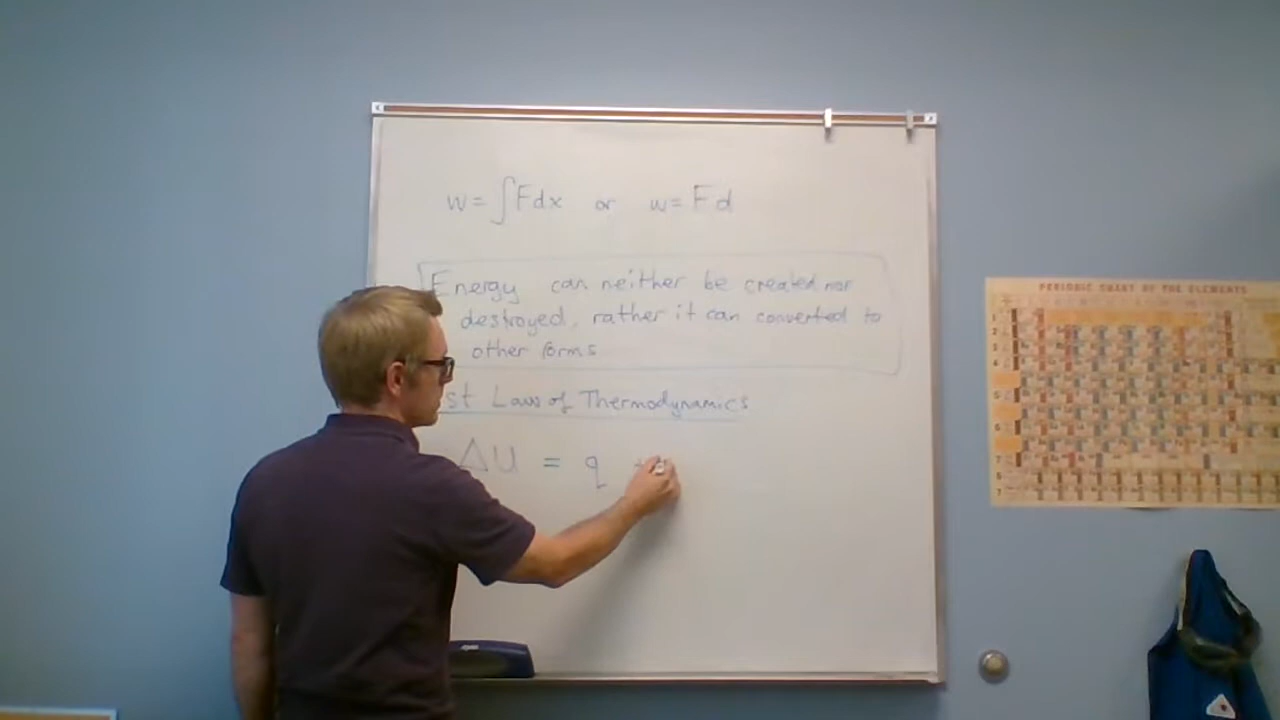 w = ∫Fdx or w = Fd
Energy can neither be created nor
destroyed, rather it can converted to
other forms
st Law of Thermodynamics
ΔU = q
PERIODIC CHART OF THE ELEMENTS